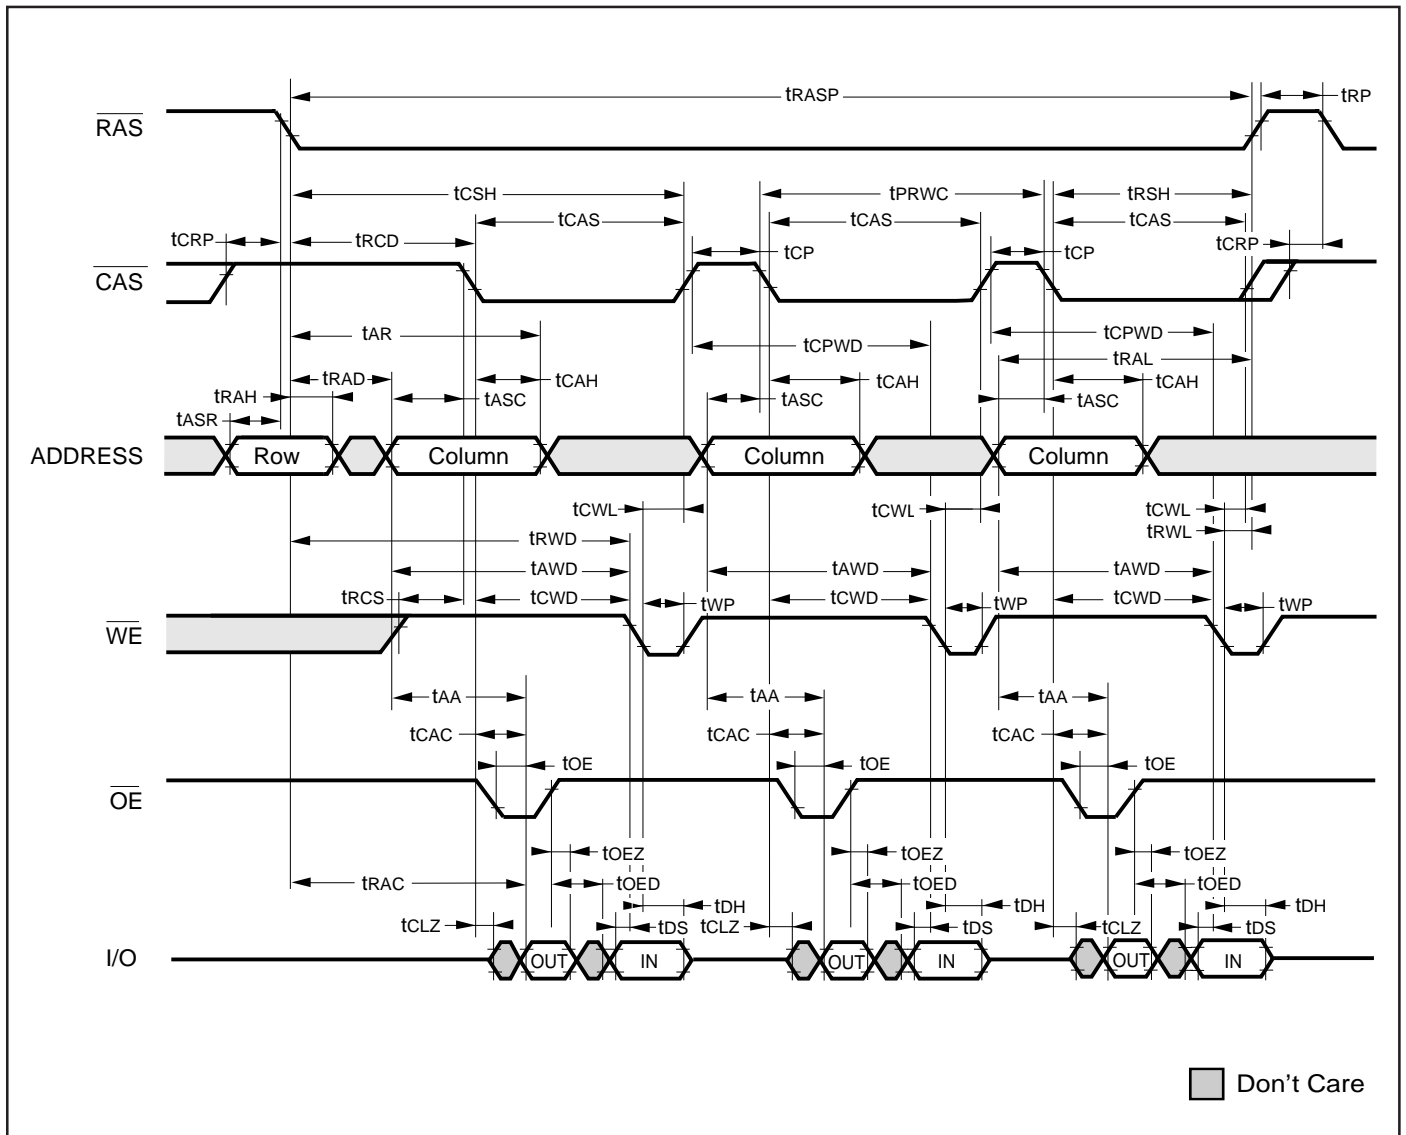 tRASP tRP
RAS
tCSH tPRWC tRSH
tCAS tCAS tCAS
tCRP tRCD tCP tCP tCRP
CAS
tAR tCPWD tCPWD
tRAL
tRAD tCAH tCAH tCAH
tRAH tASC tASC tASC
tASR
ADDRESS Row Column Column Column
tCWL tCWL tCWL
tRWD tRWL
tAWD tAWD tAWD
tRCS tCWD tWP tCWD tWP tCWD tWP
WE
tAA tAA tAA
tCAC tCAC tCAC
tOE tOE tOE
OE
tOEZ tOEZ tOEZ
tRAC tOED tOED tOED
tDH tDH tDH
tCLZ tDS tCLZ tDS tCLZ tDS
I/O OUT IN OUT IN OUT IN
Don't Care